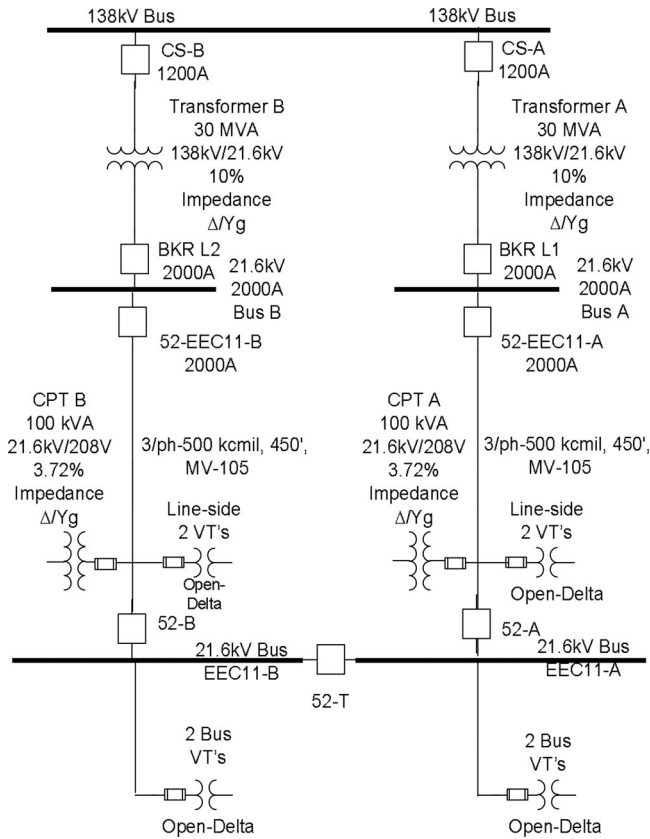 138kV Bus
138kV Bus
CS-B
1200A
CS-A
1200A
Transformer B
30 MVA
138kV/21.6kV
10%
Impedance
Δ/Yg
Transformer A
30 MVA
138kV/21.6kV
10%
Impedance
Δ/Yg
BKR L2
2000A
21.6kV
2000A
Bus B
BKR L1
2000A
21.6kV
2000A
Bus A
52-EEC11-B
2000A
52-EEC11-A
2000A
CPT B
100 kVA
21.6kV/208V
3.72%
Impedance
Δ/Yg
3/ph-500 kcmil, 450',
MV-105
Line-side
2 VT's
Open-
Delta
CPT A
100 kVA
21.6kV/208V
3.72%
Impedance
Δ/Yg
3/ph-500 kcmil, 450',
MV-105
Line-side
2 VT's
Open-Delta
52-B
52-A
21.6kV Bus
EEC11-B
21.6kV Bus
EEC11-A
52-T
2 Bus
VT's
Open-Delta
2 Bus
VT's
Open-Delta